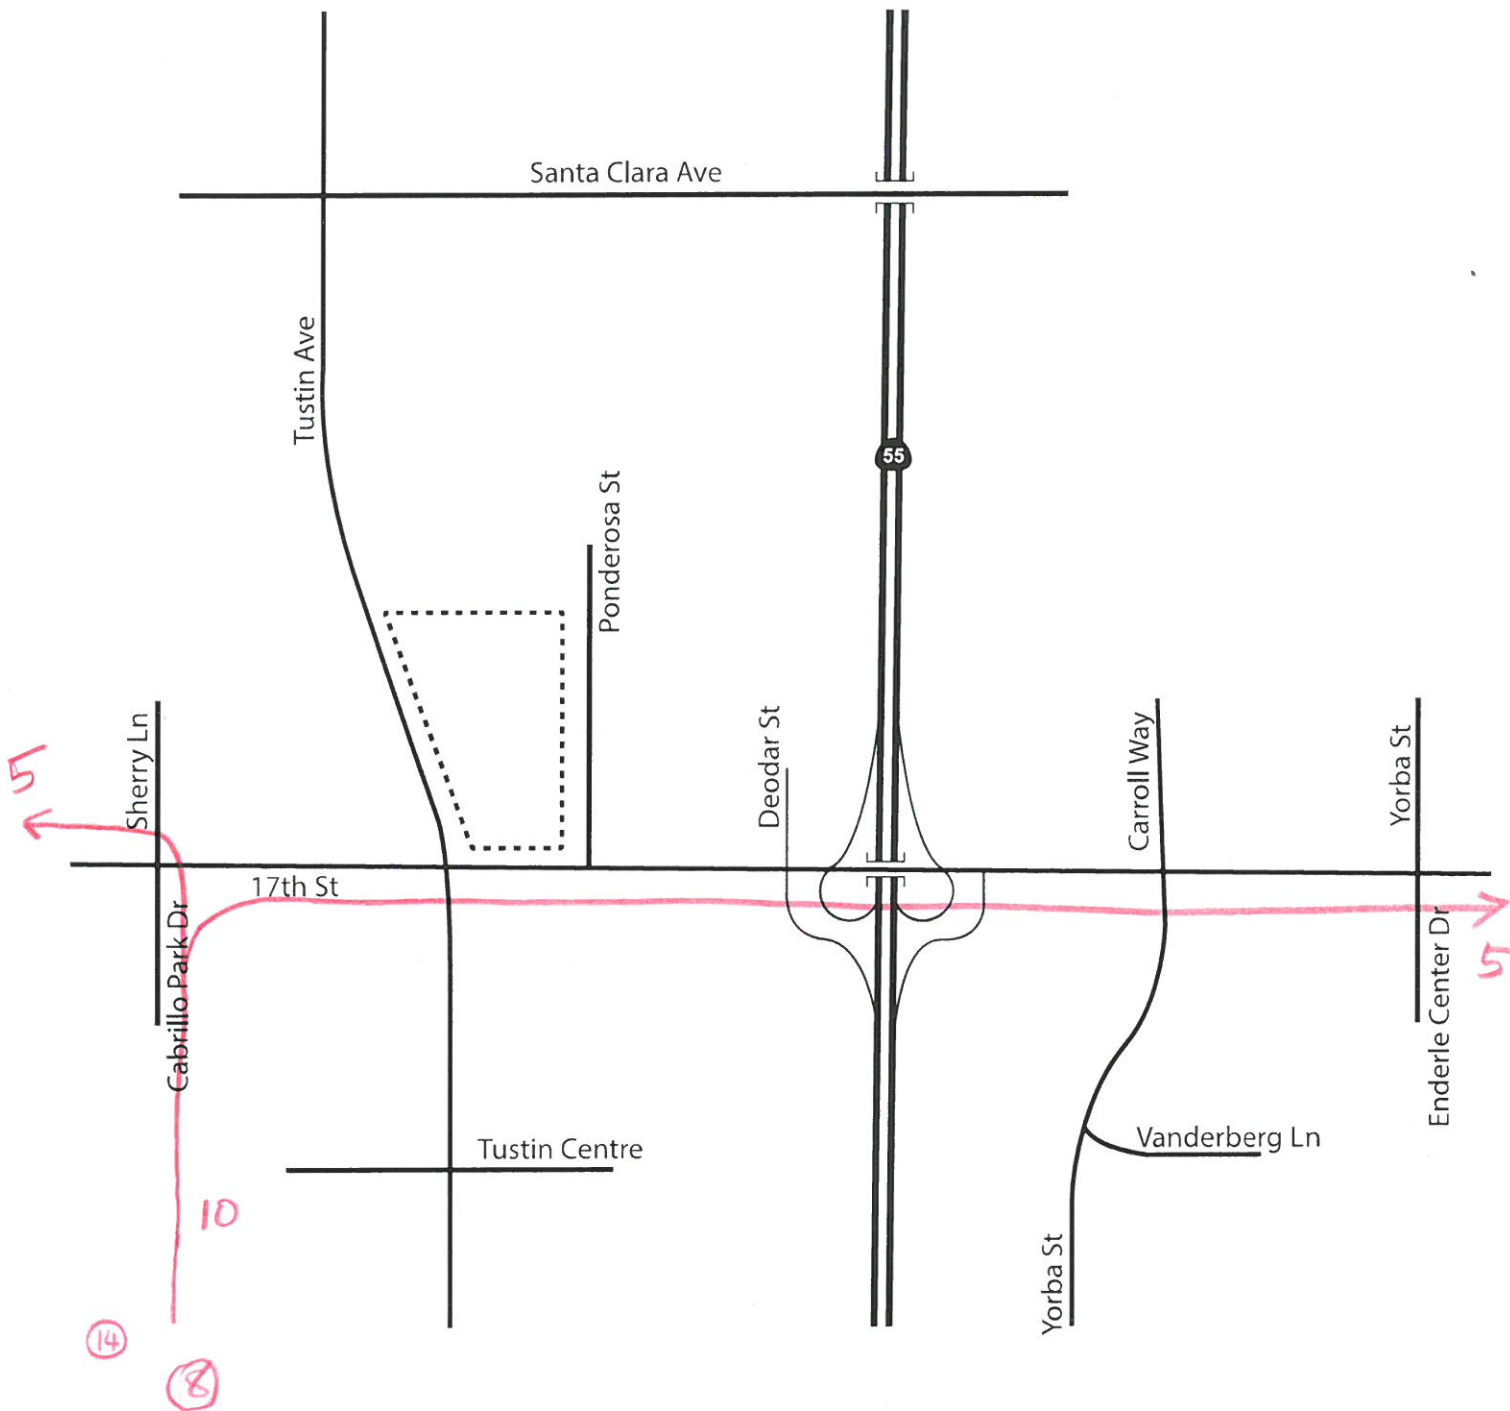 Santa Clara Ave
Tustin Ave
55
Ponderosa St
Sherry Ln
Deodar St
Carroll Way
Yorba St
5
17th St
Cabrillo Park Dr
Enderle Center Dr
5
Tustin Centre
Vanderberg Ln
10
Yorba St
14
8